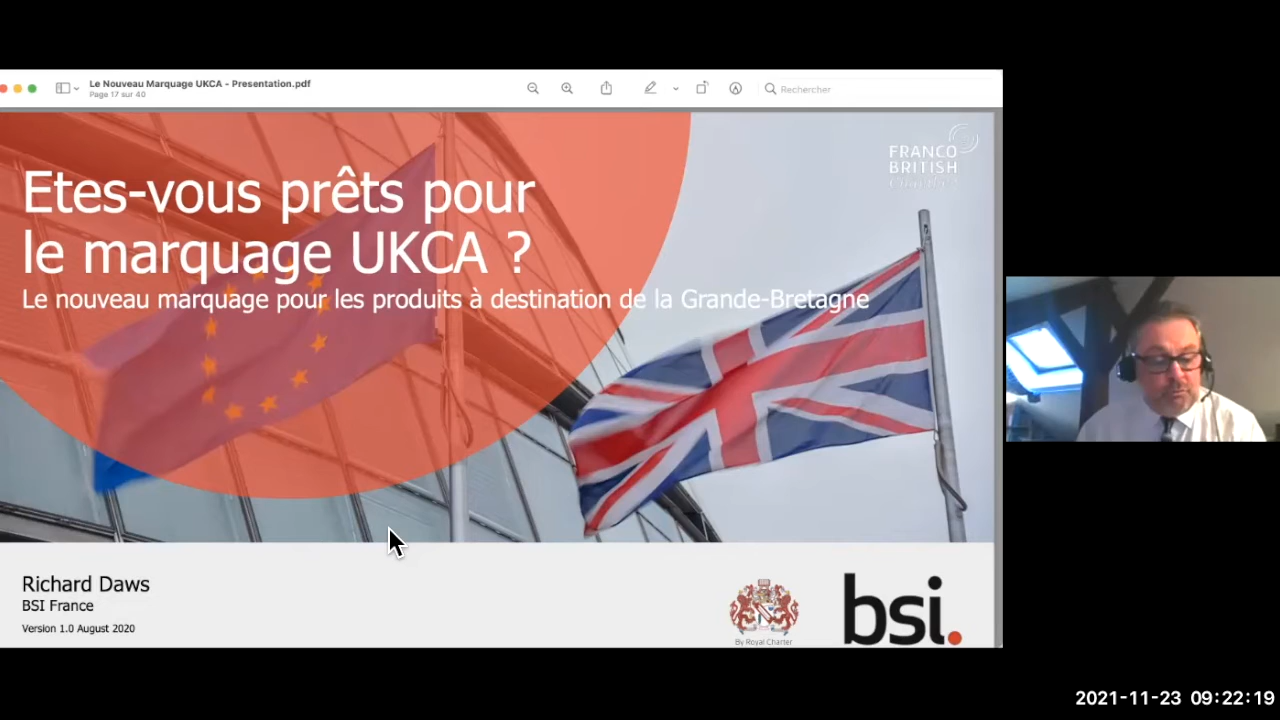 Le Nouveau Marquage UKCA - Presentation.pdf
Page 17 sur 40
Rechercher
FRANCO
BRITISH
Etes-vous prêts pour
le marquage UKCA ?
Le nouveau marquage pour les produits à destination de la Grande-Bretagne
Richard Daws
BSI France
Version 1.0 August 2020
By Royal Charter
bsi.
2021-11-23 09:22:19